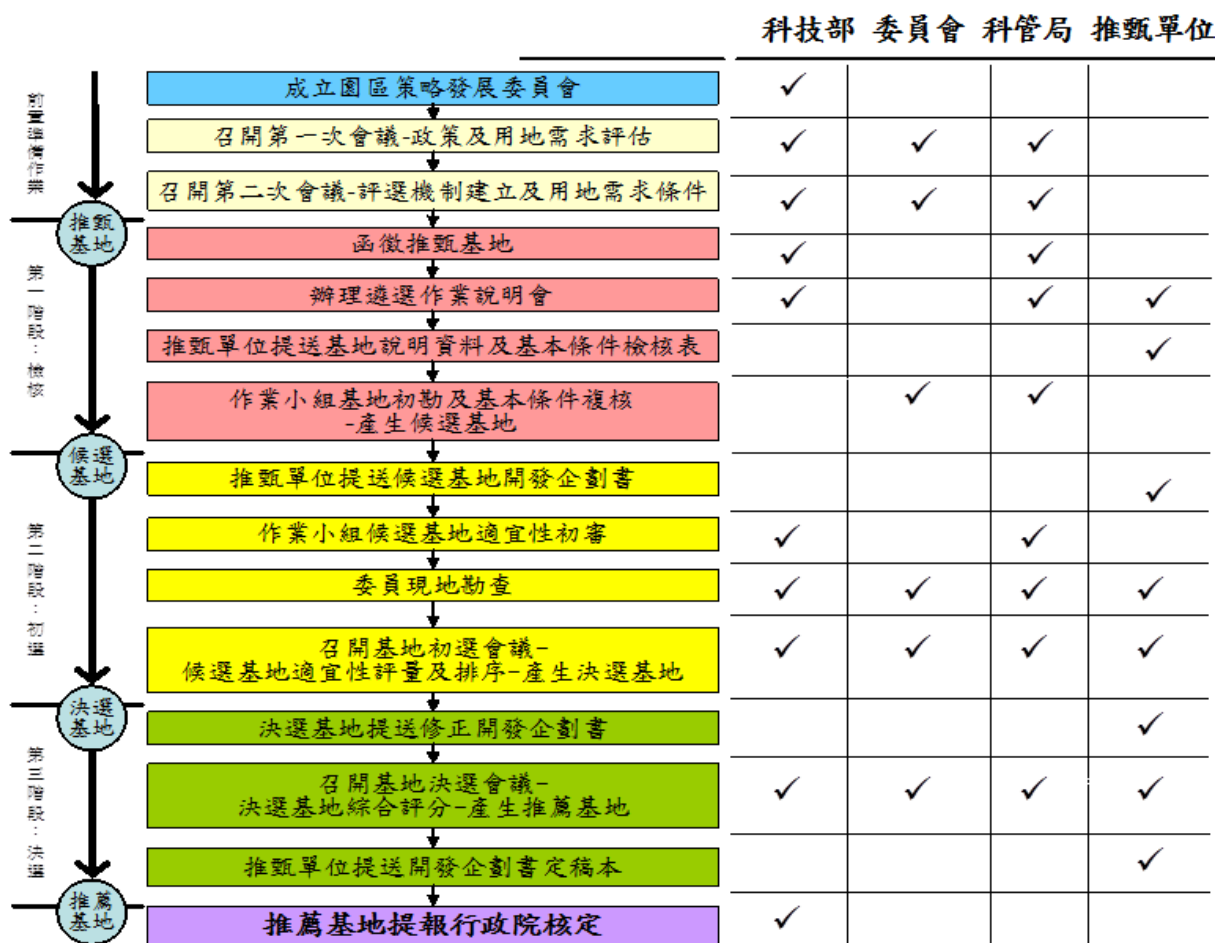 科技部 委員會 科管局 推甄單位
前置準備作業
成立園區策略發展委員會 ✓
召開第一次會議-政策及用地需求評估 ✓ ✓ ✓
召開第二次會議-評選機制建立及用地需求條件 ✓ ✓ ✓
推甄
基地
第一階段：檢核
函徵推甄基地 ✓ ✓
辦理遴選作業說明會 ✓ ✓ ✓
推甄單位提送基地說明資料及基本條件檢核表 ✓
作業小組基地初勘及基本條件複核 ✓ ✓
-產生候選基地
候選
基地
第二階段：初選
推甄單位提送候選基地開發企劃書 ✓
作業小組候選基地適宜性初審 ✓ ✓
委員現地勘查 ✓ ✓ ✓ ✓
召開基地初選會議- ✓ ✓ ✓ ✓
候選基地適宜性評量及排序-產生決選基地
決選
基地
第三階段：決選
決選基地提送修正開發企劃書 ✓
召開基地決選會議- ✓ ✓ ✓ ✓
決選基地綜合評分-產生推薦基地
推甄單位提送開發企劃書定稿本 ✓
推薦
基地
推薦基地提報行政院核定 ✓